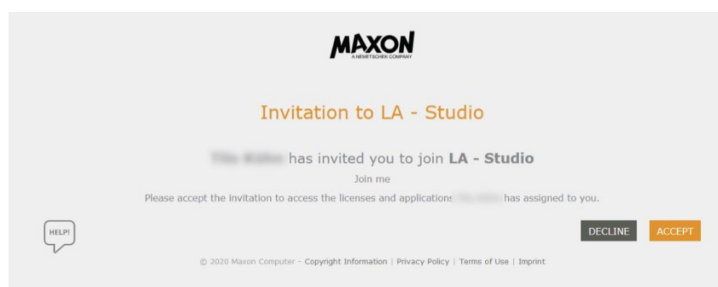 MAXON
A NEMETSCHEK COMPANY
Invitation to LA - Studio
has invited you to join LA - Studio
Join me
Please accept the invitation to access the licenses and applications has assigned to you.
HELP!
DECLINE ACCEPT
© 2020 Maxon Computer - Copyright Information | Privacy Policy | Terms of Use | Imprint